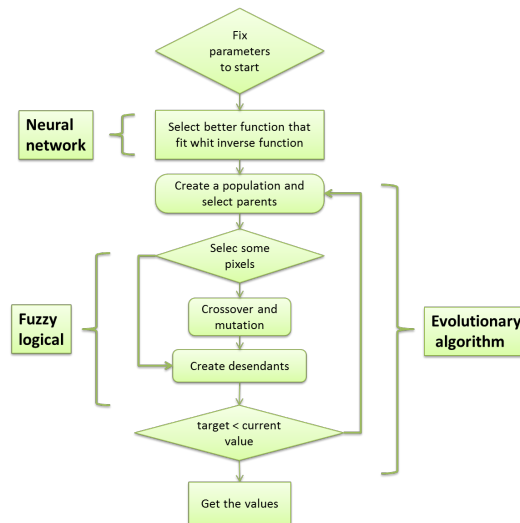 Fix
parameters
to start
Neural
network
Select better function that
fit whit inverse function
Create a population and
select parents
Selec some
pixels
Crossover and
mutation
Fuzzy
logical
Evolutionary
algorithm
Create desendants
target < current
value
Get the values